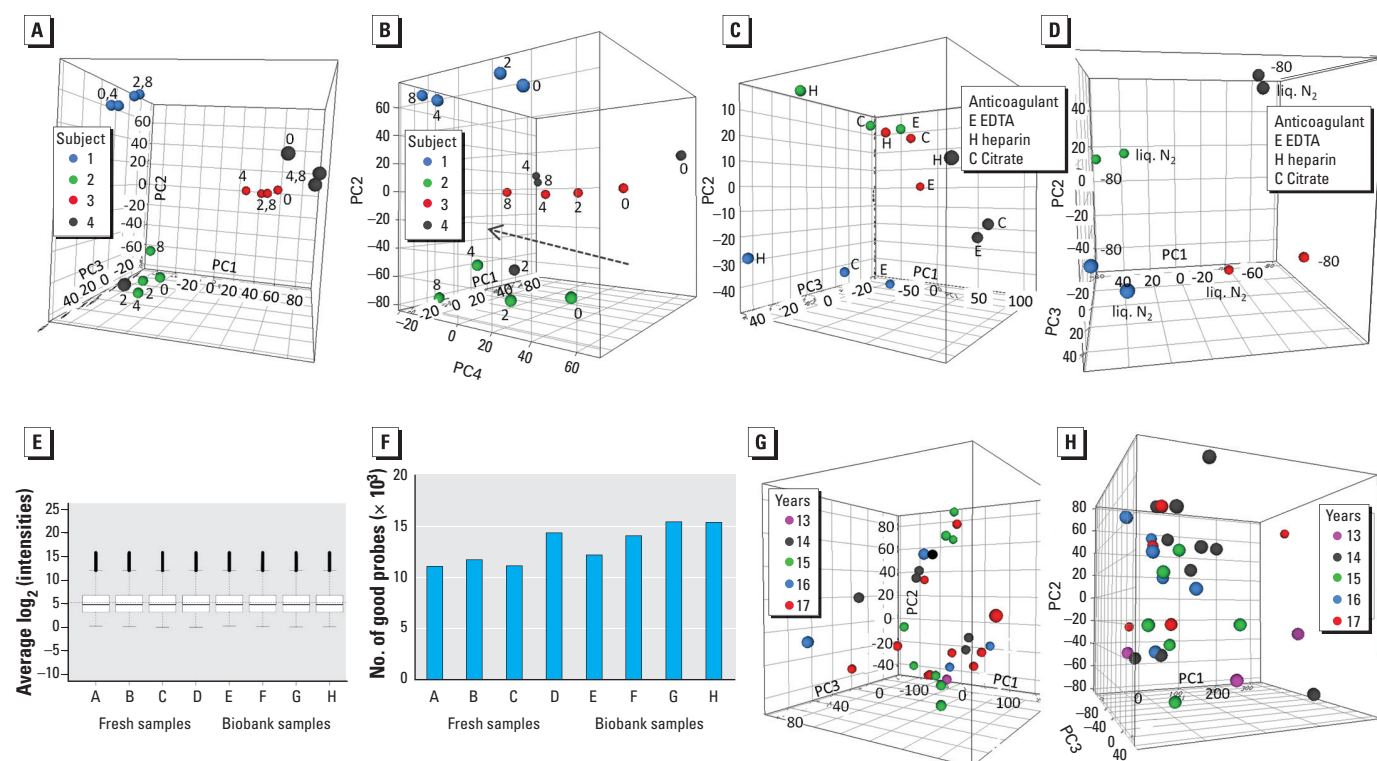 A
2,8
0,4
Subject
1
2
3
4
60
40
20
0
-20
-40
-60
PC2
0
4
4,8
2,8
0
8
PC3
PC1
-20
0
20
40
40 20 0 20 40 60 80
2 2
4
B
2
0
8
4
60
40
20
0
-20
-40
-60
-80
PC2
Subject
1
2
3
4
4
8
8 4 2 0
0
4
2
PC1
-20 0 20 40 80
8
2
0
-20
0
20
40
60
PC4
C
10
20
10
0
-10
-20
-30
-40
PC2
H
C E
H C
H
E
C
E
H
C
E
Anticoagulant
E EDTA
H heparin
C Citrate
PC3
PC1
40 20 0 -20 -50 0 50 100
D
-80
liq. N2
40
20
0
-20
PC2
liq. N2
-80
-80
Anticoagulant
E EDTA
H heparin
C Citrate
PC1
40 20 0 -20 -60
liq. N2
liq. N2
-80
-20
0
20
40
PC3
E
Average log2 (intensities)
25
20
15
10
5
0
−5
−10
A B C D E F G H
Fresh samples Biobank samples
F
No. of good probes (× 10³)
20
15
10
5
0
A B C D E F G H
Fresh samples Biobank samples
G
Years
13
14
15
16
17
80
60
40
20
0
-20
-40
PC2
PC3
PC1
−80
40
0
-100
0
100
H
80
60
40
20
0
−20
−40
−60
−80
PC2
Years
13
14
15
16
17
PC1
0 100 200 300
−80
−40
0
40
PC3